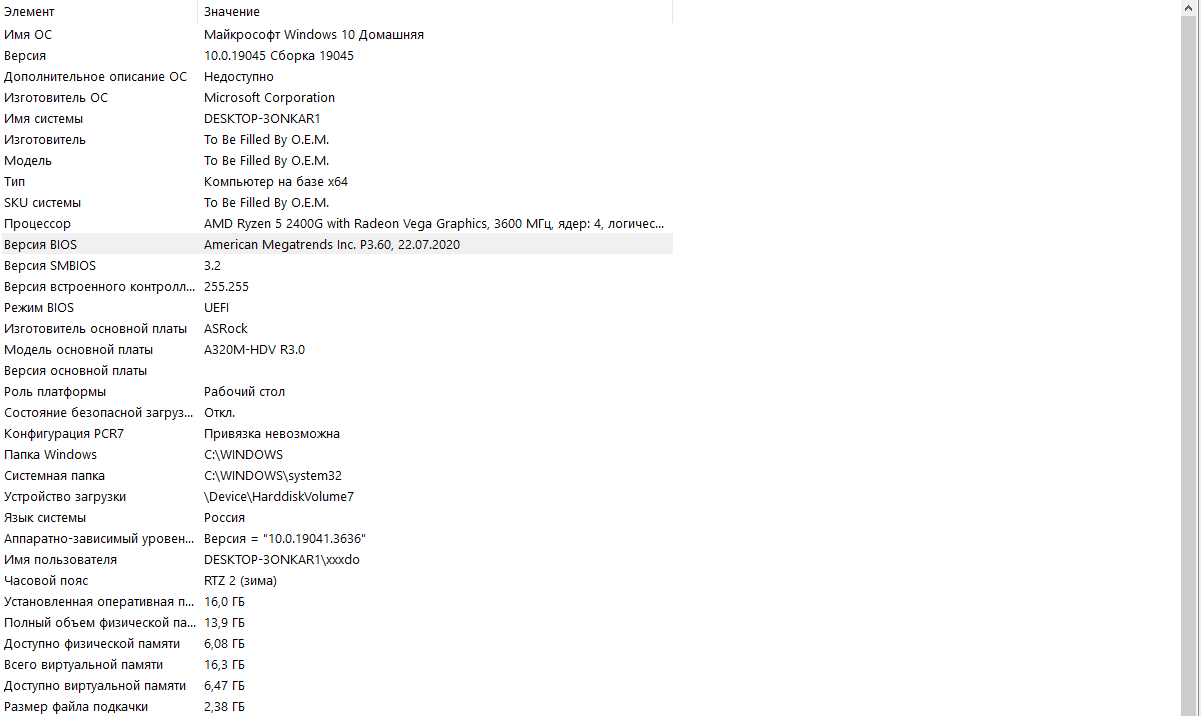 Элемент Значение
Имя ОС Майкрософт Windows 10 Домашняя
Версия 10.0.19045 Сборка 19045
Дополнительное описание ОС Недоступно
Изготовитель ОС Microsoft Corporation
Имя системы DESKTOP-3ONKAR1
Изготовитель To Be Filled By O.E.M.
Модель To Be Filled By O.E.M.
Тип Компьютер на базе x64
SKU системы To Be Filled By O.E.M.
Процессор AMD Ryzen 5 2400G with Radeon Vega Graphics, 3600 МГц, ядер: 4, логичес...
Версия BIOS American Megatrends Inc. P3.60, 22.07.2020
Версия SMBIOS 3.2
Версия встроенного контролл... 255.255
Режим BIOS UEFI
Изготовитель основной платы ASRock
Модель основной платы A320M-HDV R3.0
Версия основной платы
Роль платформы Рабочий стол
Состояние безопасной загруз... Откл.
Конфигурация PCR7 Привязка невозможна
Папка Windows C:\WINDOWS
Системная папка C:\WINDOWS\system32
Устройство загрузки \Device\HarddiskVolume7
Язык системы Россия
Аппаратно-зависимый уровен... Версия = "10.0.19041.3636"
Имя пользователя DESKTOP-3ONKAR1\xxxdo
Часовой пояс RTZ 2 (зима)
Установленная оперативная п... 16,0 ГБ
Полный объем физической па... 13,9 ГБ
Доступно физической памяти 6,08 ГБ
Всего виртуальной памяти 16,3 ГБ
Доступно виртуальной памяти 6,47 ГБ
Размер файла подкачки 2,38 ГБ